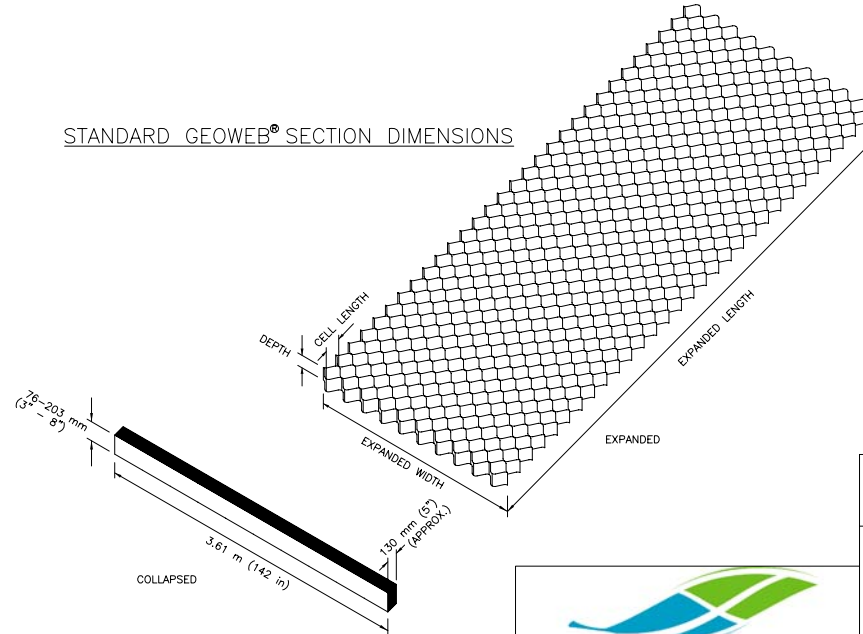 STANDARD GEOWEB® SECTION DIMENSIONS
DEPTH
CELL LENGTH
EXPANDED LENGTH
EXPANDED WIDTH
EXPANDED
76-203 mm
(3" - 8")
130 mm (5")
(APPROX.)
3.61 m (142 in)
COLLAPSED